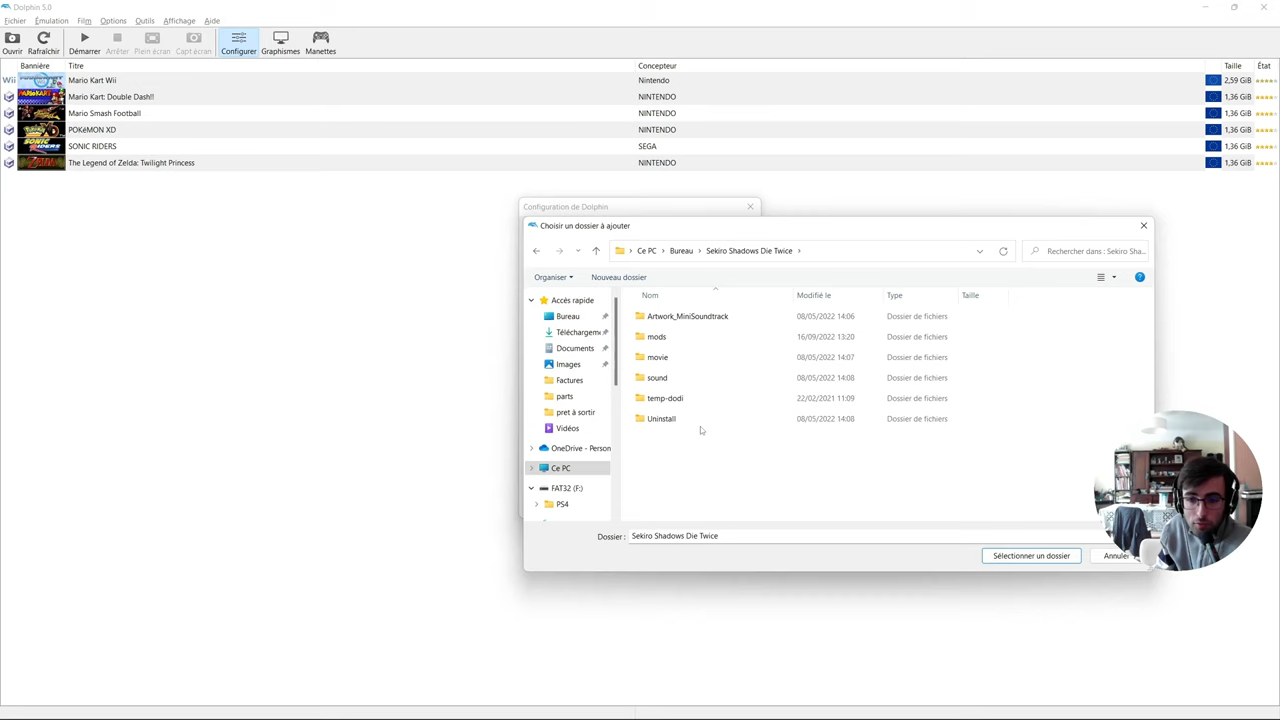 Dolphin 5.0
Fichier Émulation Film Options Outils Affichage Aide
Ouvrir Rafraîchir Démarrer Arrêter Plein écran Capt écran Configurer Graphismes Manettes
Bannière Titre Concepteur Taille État
Wii Mario Kart Wii Nintendo 2,59 GiB
Mario Kart: Double Dash!! NINTENDO 1,36 GiB
Mario Smash Football NINTENDO 1,36 GiB
POKéMON XD NINTENDO 1,36 GiB
SONIC RIDERS SEGA 1,36 GiB
The Legend of Zelda: Twilight Princess NINTENDO 1,36 GiB
Configuration de Dolphin
Choisir un dossier à ajouter
Ce PC > Bureau > Sekiro Shadows Die Twice >
Rechercher dans : Sekiro Sha...
Organiser Nouveau dossier
Nom Modifié le Type Taille
Accès rapide
Bureau
Téléchargem
Documents
Images
Factures
parts
pret à sortir
Vidéos
OneDrive - Person
Ce PC
FAT32 (F:)
PS4
Artwork_MiniSoundtrack 08/05/2022 14:06 Dossier de fichiers
mods 16/09/2022 13:20 Dossier de fichiers
movie 08/05/2022 14:07 Dossier de fichiers
sound 08/05/2022 14:08 Dossier de fichiers
temp-dodi 22/02/2021 11:09 Dossier de fichiers
Uninstall 08/05/2022 14:08 Dossier de fichiers
Dossier : Sekiro Shadows Die Twice
Sélectionner un dossier Annuler